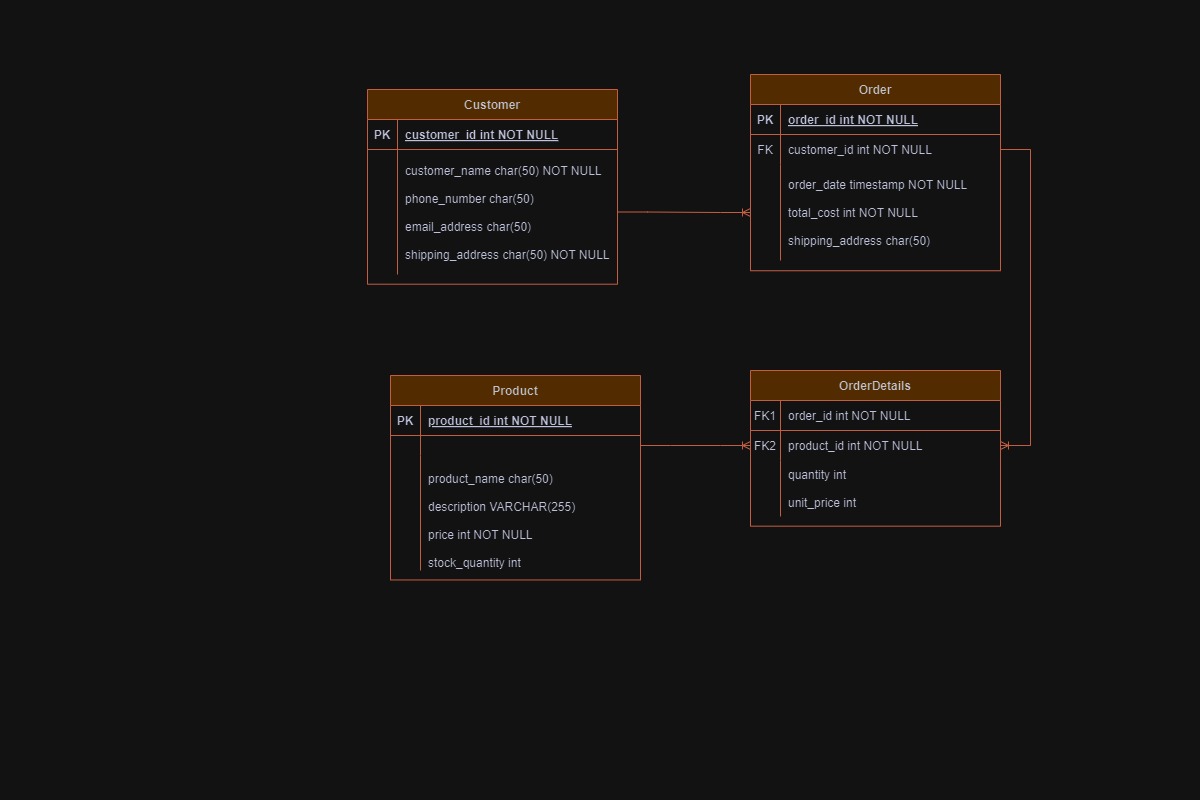 Customer
PK customer_id int NOT NULL
customer_name char(50) NOT NULL
phone_number char(50)
email_address char(50)
shipping_address char(50) NOT NULL
Order
PK order_id int NOT NULL
FK customer_id int NOT NULL
order_date timestamp NOT NULL
total_cost int NOT NULL
shipping_address char(50)
Product
PK product_id int NOT NULL
product_name char(50)
description VARCHAR(255)
price int NOT NULL
stock_quantity int
OrderDetails
FK1 order_id int NOT NULL
FK2 product_id int NOT NULL
quantity int
unit_price int